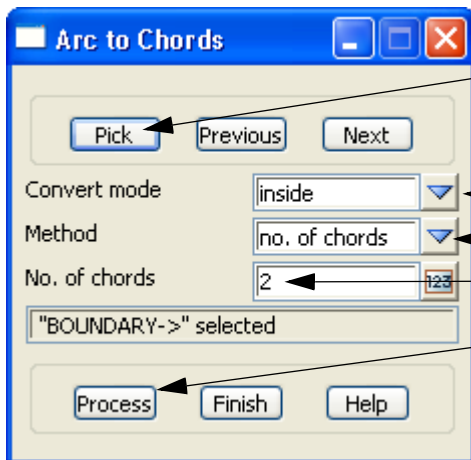 Arc to Chords
Pick Previous Next
Convert mode inside
Method no. of chords
No. of chords 2 123
"BOUNDARY->" selected
Process Finish Help